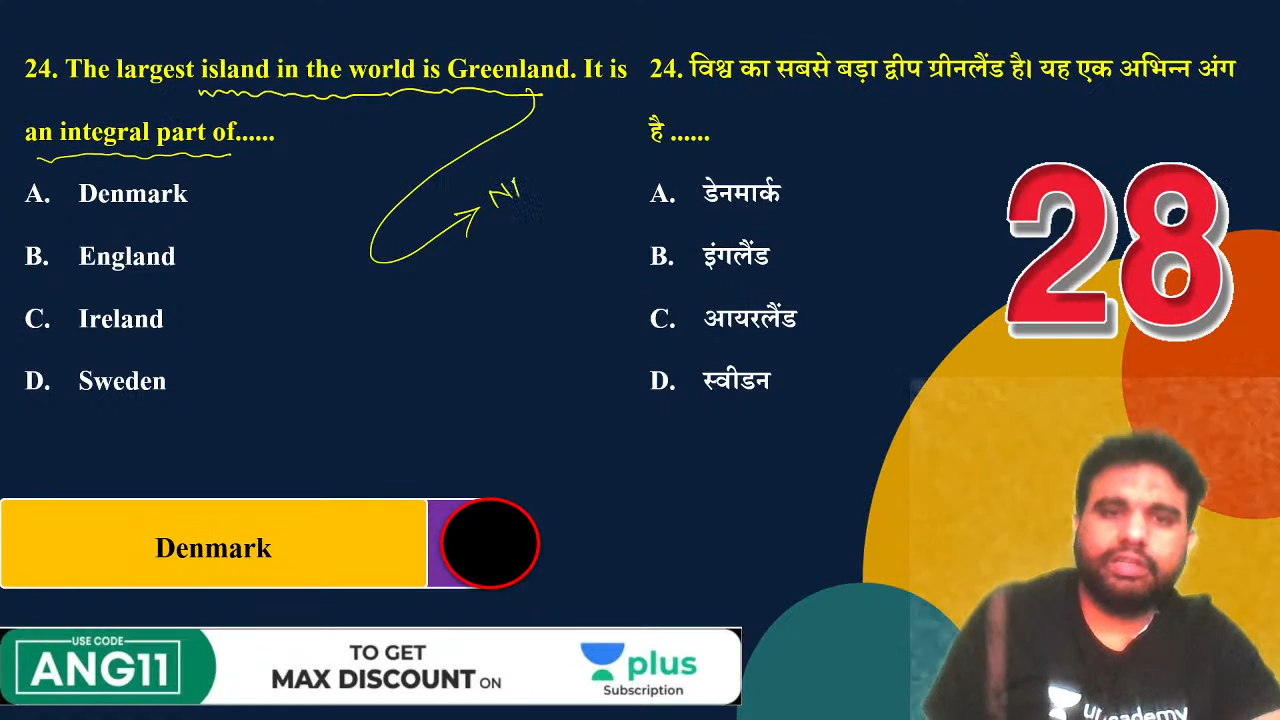 24. The largest island in the world is Greenland. It is
an integral part of......
A. Denmark
B. England
C. Ireland
D. Sweden
24. विश्व का सबसे बड़ा द्वीप ग्रीनलैंड है। यह एक अभिन्न अंग
है ......
A. डेनमार्क
B. इंगलैंड
C. आयरलैंड
D. स्वीडन
28
Denmark
USE CODE
ANG11
TO GET
MAX DISCOUNT ON
plus
Subscription